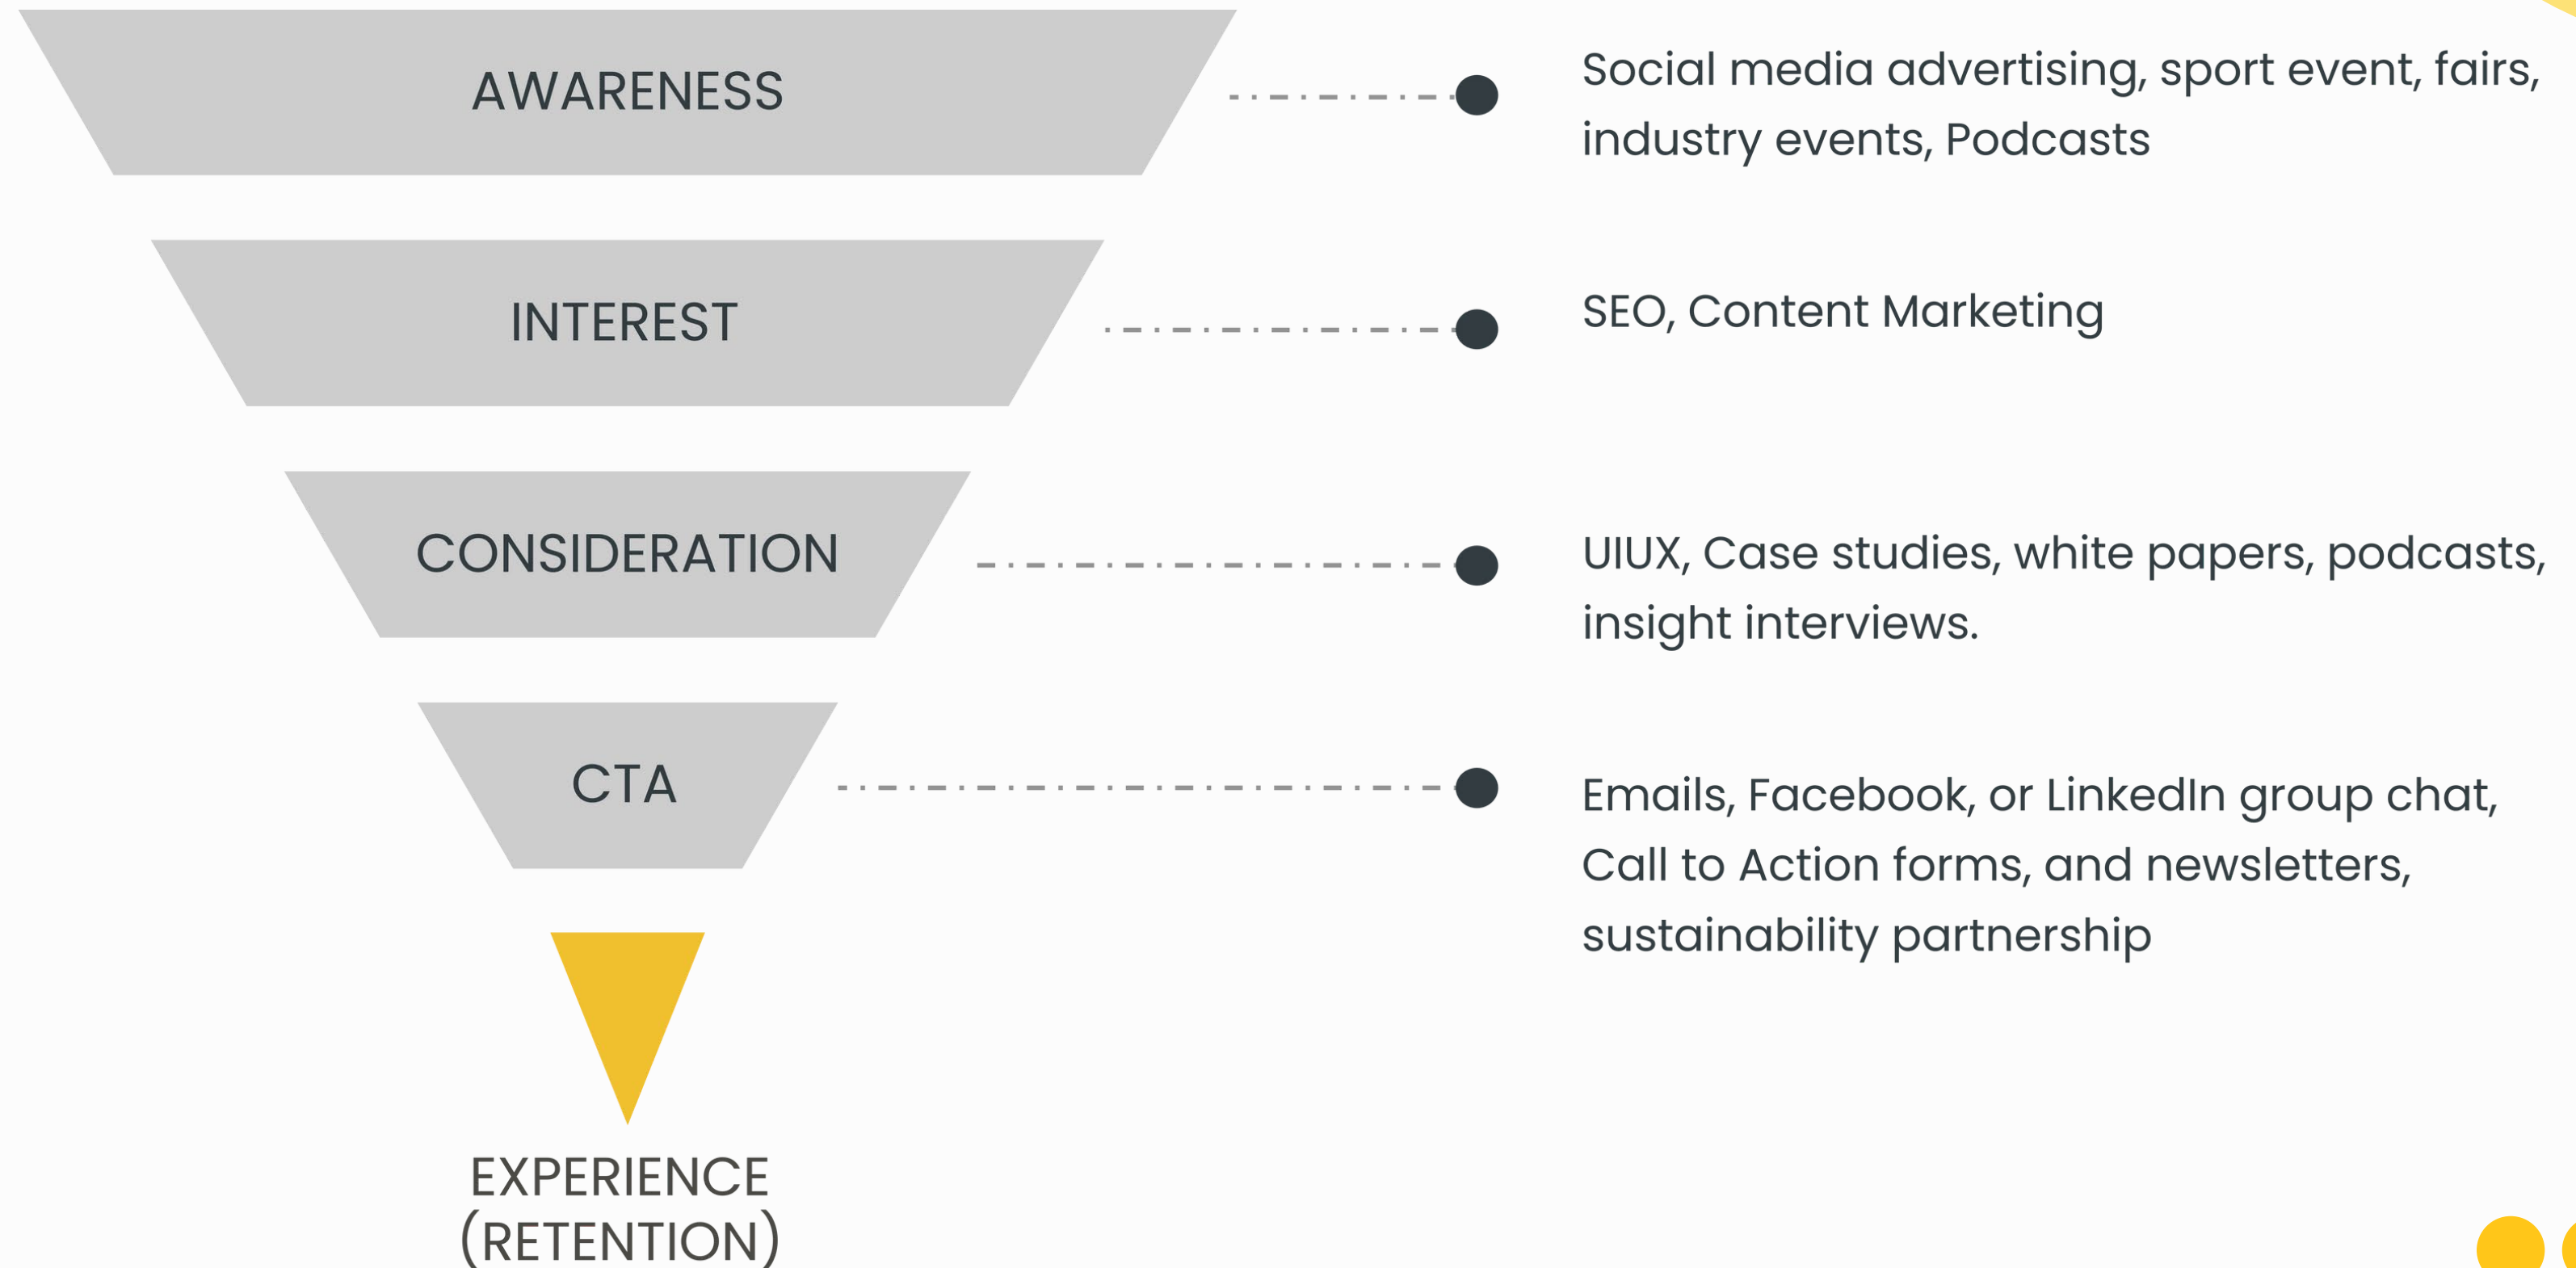 AWARENESS
Social media advertising, sport event, fairs,
industry events, Podcasts
INTEREST
SEO, Content Marketing
CONSIDERATION
UIUX, Case studies, white papers, podcasts,
insight interviews.
CTA
Emails, Facebook, or LinkedIn group chat,
Call to Action forms, and newsletters,
sustainability partnership
EXPERIENCE
(RETENTION)